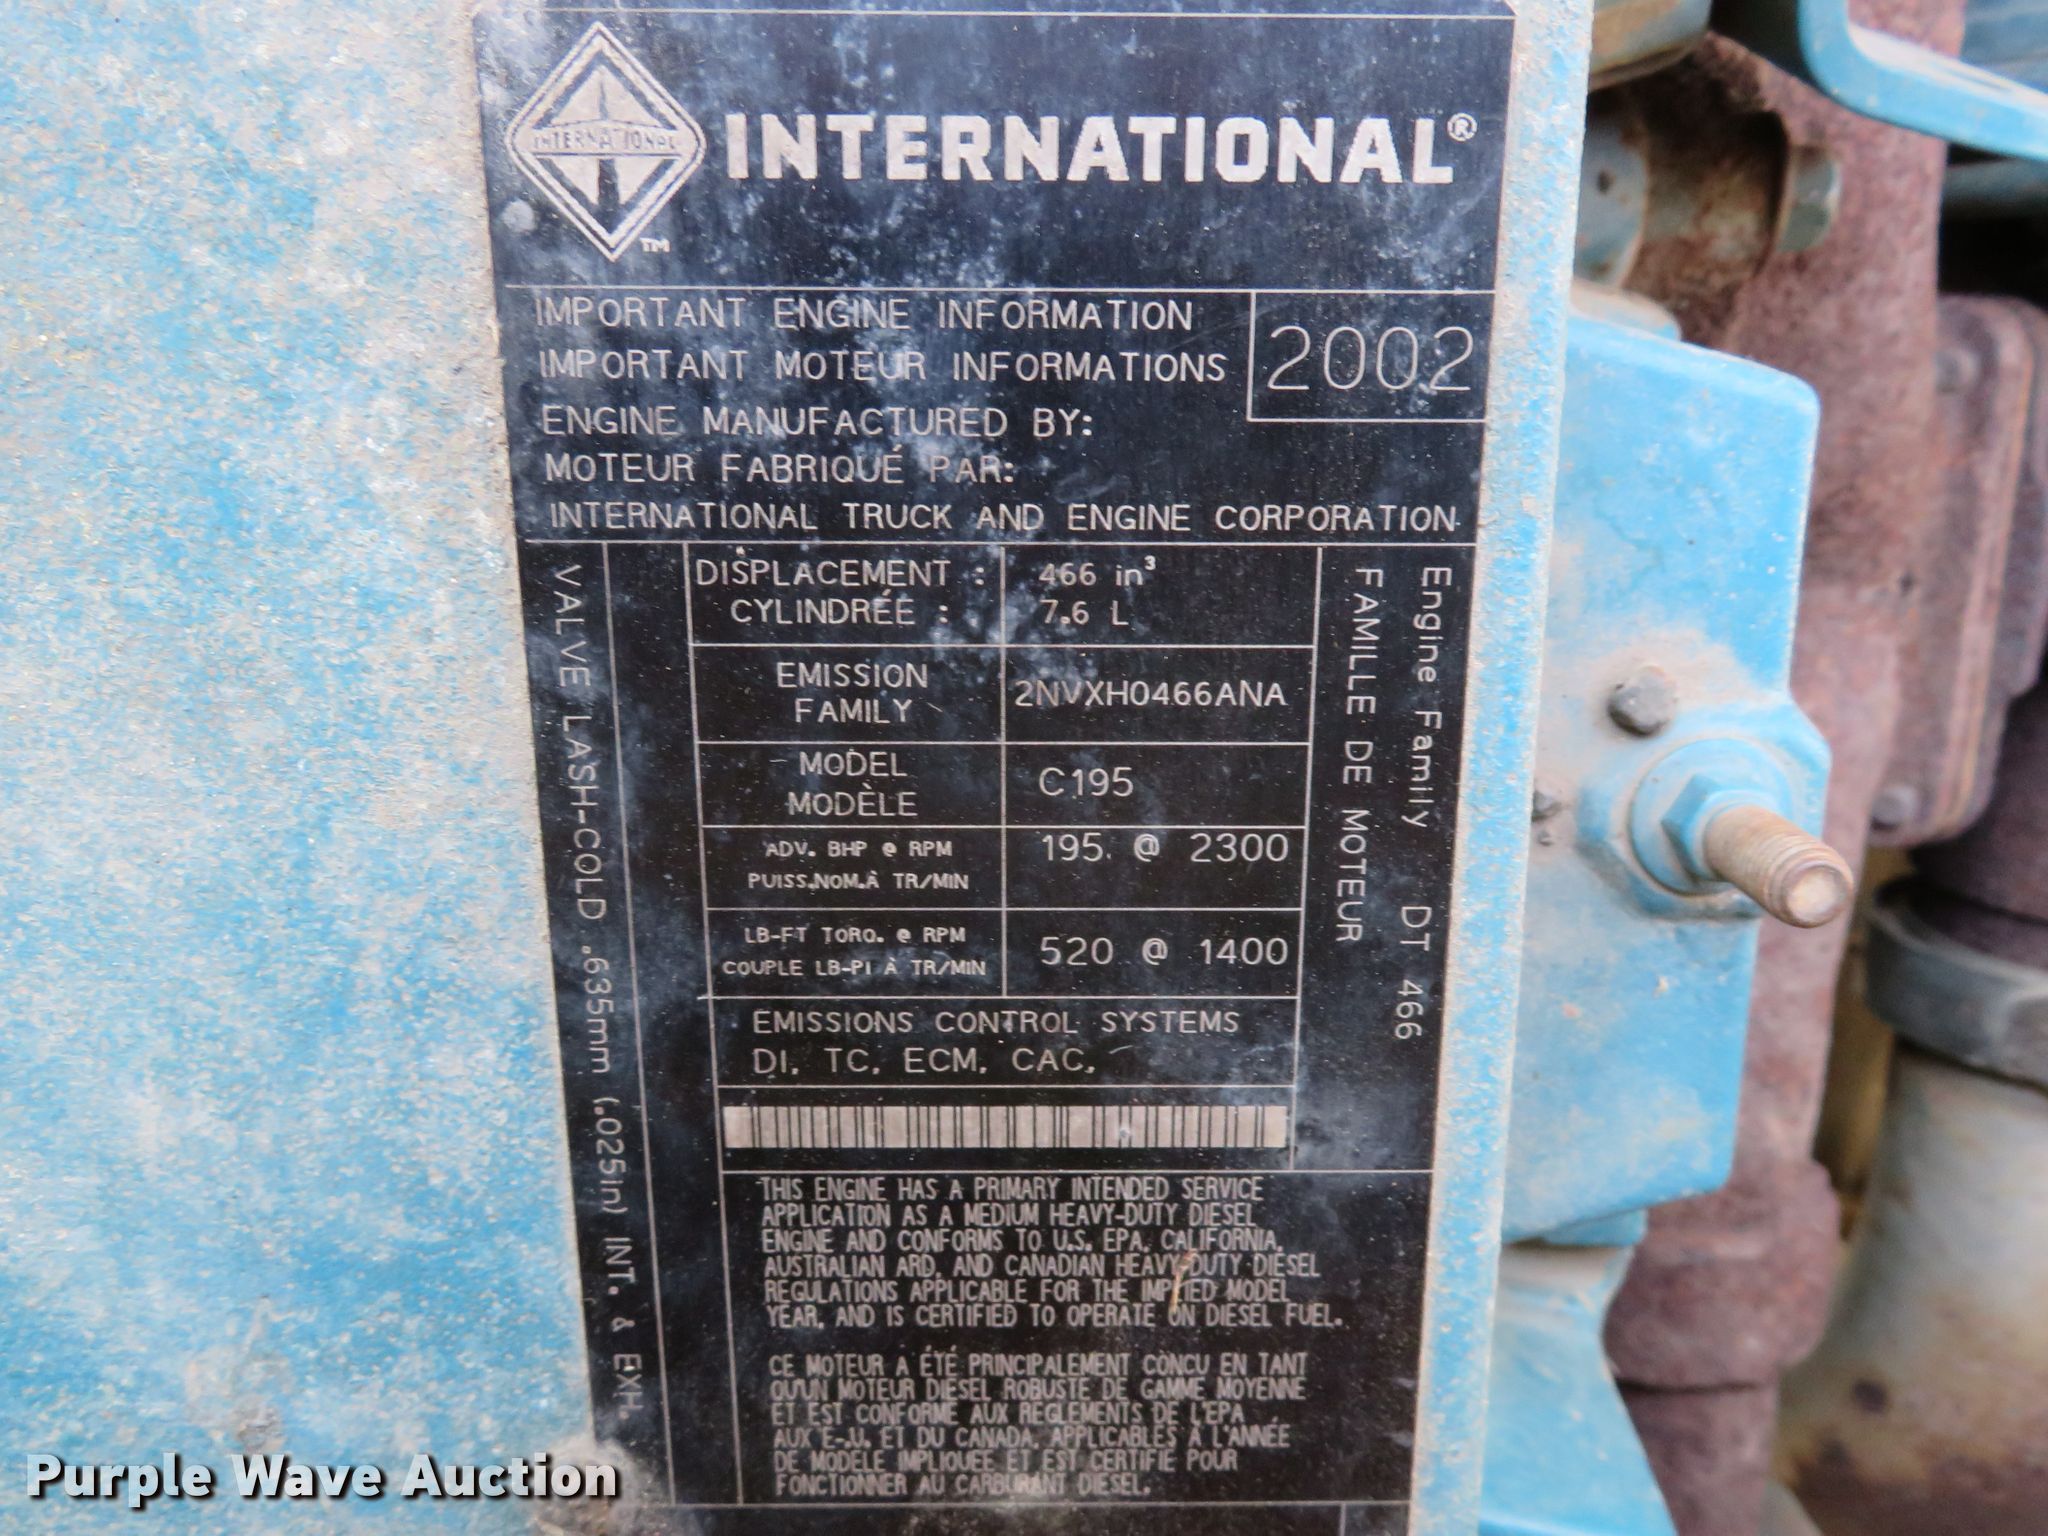 INTERNATIONAL
TM
INTERNATIONAL®
IMPORTANT ENGINE INFORMATION
IMPORTANT MOTEUR INFORMATIONS
2002
ENGINE MANUFACTURED BY:
MOTEUR FABRIQUÉ PAR:
INTERNATIONAL TRUCK AND ENGINE CORPORATION
VALVE LASH-COLD .635mm (.025in) INT. & EXH.
DISPLACEMENT : 466 in³
CYLINDRÉE : 7.6 L
EMISSION
FAMILY
2NVXH0466ANA
MODEL
MODÈLE
C195
ADV. BHP @ RPM
PUISS.NOM.À TR/MIN
195. @ 2300
LB-FT TORQ. @ RPM
COUPLE LB-PI À TR/MIN
520 @ 1400
EMISSIONS CONTROL SYSTEMS
DI, TC, ECM, CAC,
Engine Family DT 466
FAMILLE DE MOTEUR
THIS ENGINE HAS A PRIMARY INTENDED SERVICE
APPLICATION AS A MEDIUM HEAVY-DUTY DIESEL
ENGINE AND CONFORMS TO U.S. EPA, CALIFORNIA,
AUSTRALIAN ARD, AND CANADIAN HEAVY-DUTY DIESEL
REGULATIONS APPLICABLE FOR THE IMPLIED MODEL
YEAR, AND IS CERTIFIED TO OPERATE ON DIESEL FUEL.
CE MOTEUR A ÉTÉ PRINCIPALEMENT CONCU EN TANT
QU'UN MOTEUR DIESEL ROBUSTE DE GAMME MOYENNE
ET EST CONFORME AUX REGLEMENTS DE L'EPA
AUX E-.U. ET DU CANADA, APPLICABLES À L'ANNÉE
DE MODÈLE IMPLIQUÉE ET EST CERTIFIÉ POUR
FONCTIONNER AU CARBURANT DIESEL.
Purple Wave Auction